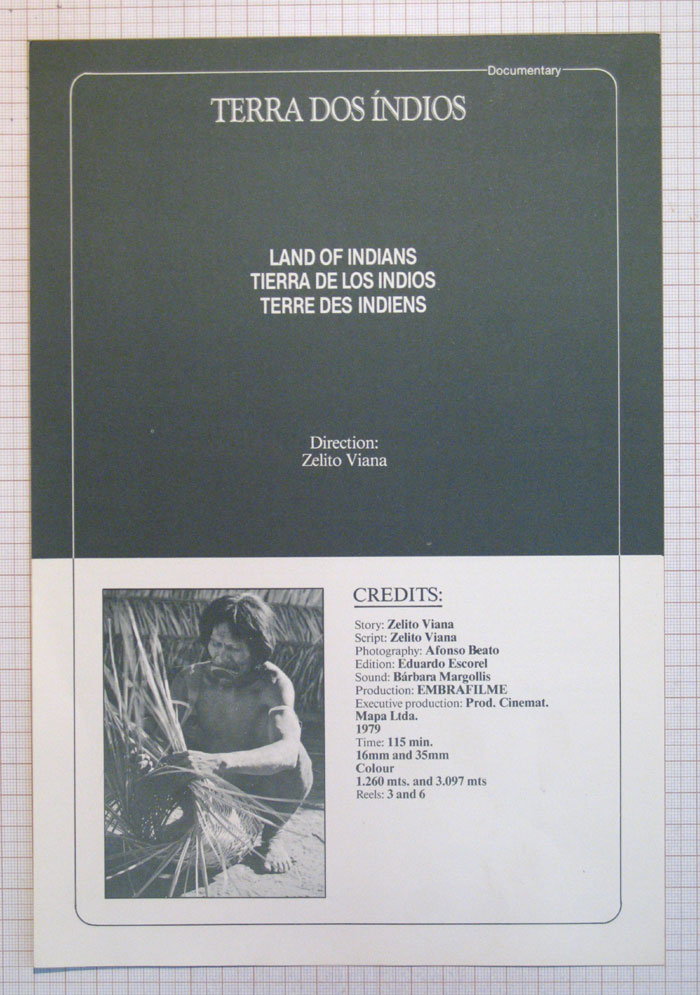 Documentary
TERRA DOS ÍNDIOS
LAND OF INDIANS
TIERRA DE LOS INDIOS
TERRE DES INDIENS
Direction:
Zelito Viana
CREDITS:
Story: Zelito Viana
Script: Zelito Viana
Photography: Afonso Beato
Edition: Eduardo Escorel
Sound: Bárbara Margollis
Production: EMBRAFILME
Executive production: Prod. Cinemat.
Mapa Ltda.
1979
Time: 115 min.
16mm and 35mm
Colour
1.260 mts. and 3.097 mts
Reels: 3 and 6